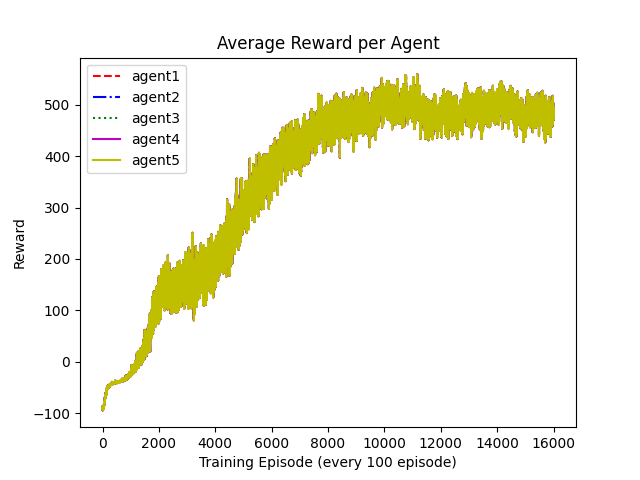 Average Reward per Agent
agent1
agent2
agent3
agent4
agent5
Reward
500
400
300
200
100
0
−100
0 2000 4000 6000 8000 10000 12000 14000 16000
Training Episode (every 100 episode)